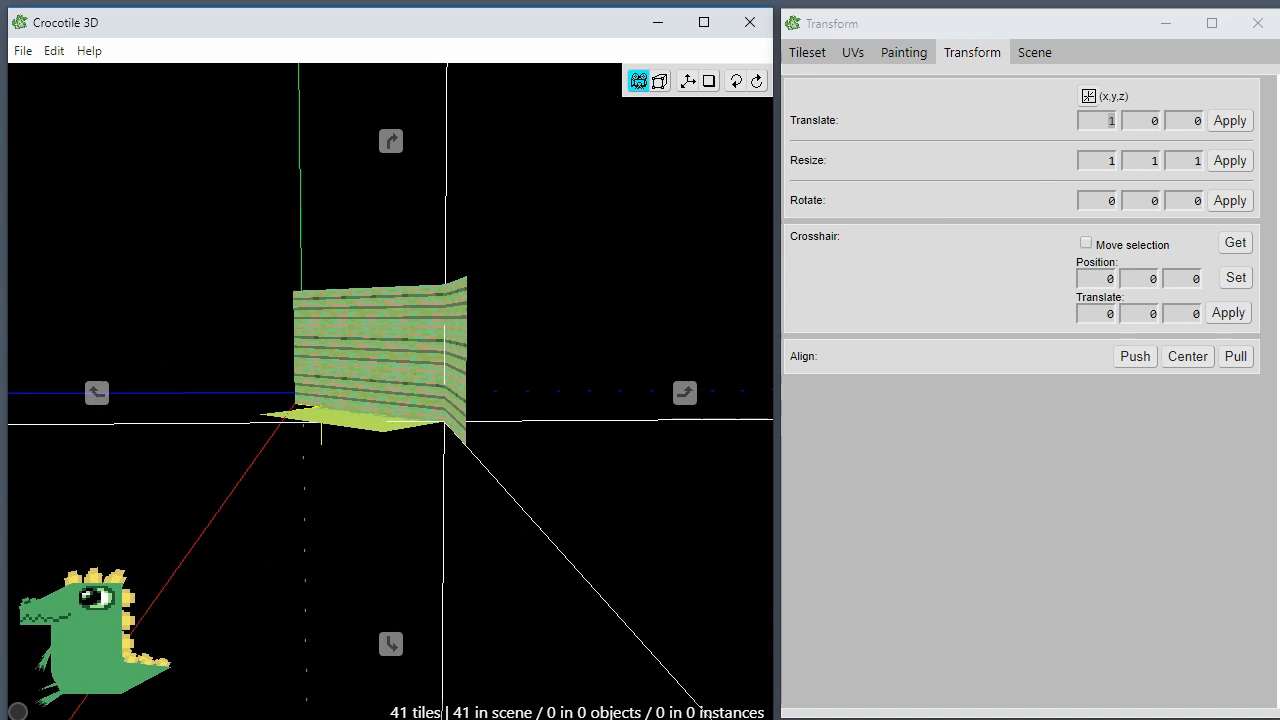 Crocotile 3D
File Edit Help
41 tiles | 41 in scene / 0 in 0 objects / 0 in 0 instances
Transform
Tileset UVs Painting Transform Scene
(x,y,z)
Translate: 1 0 0 Apply
Resize: 1 1 1 Apply
Rotate: 0 0 0 Apply
Crosshair: Move selection Get
Position:
0 0 0 Set
Translate:
0 0 0 Apply
Align: Push Center Pull